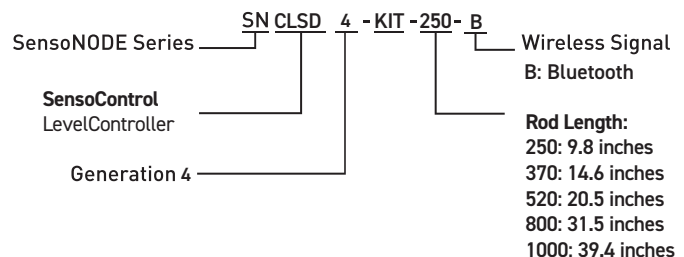 SN CLSD 4 - KIT - 250 - B
SensoNODE Series
Wireless Signal
B: Bluetooth
SensoControl
LevelController
Generation 4
Rod Length:
250: 9.8 inches
370: 14.6 inches
520: 20.5 inches
800: 31.5 inches
1000: 39.4 inches